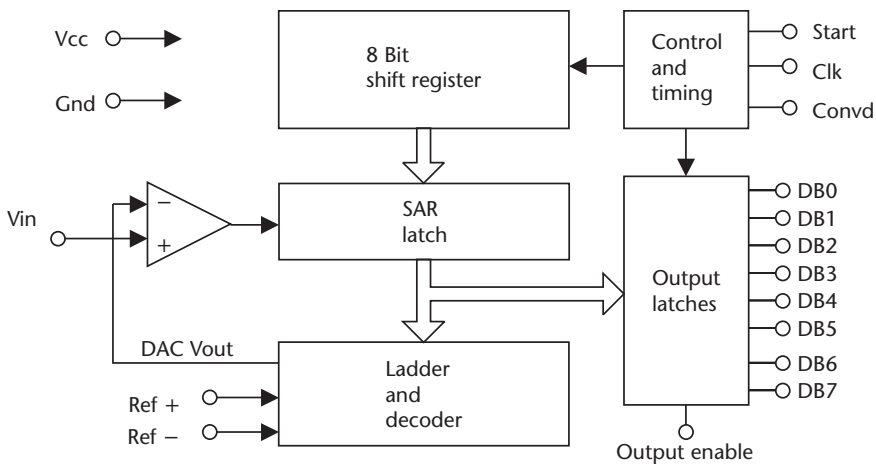 Vcc
Gnd
8 Bit
shift register
Control
and
timing
Start
Clk
Convd
Vin
−
+
SAR
latch
Output
latches
DB0
DB1
DB2
DB3
DB4
DB5
DB6
DB7
DAC Vout
Ladder
and
decoder
Ref +
Ref −
Output enable